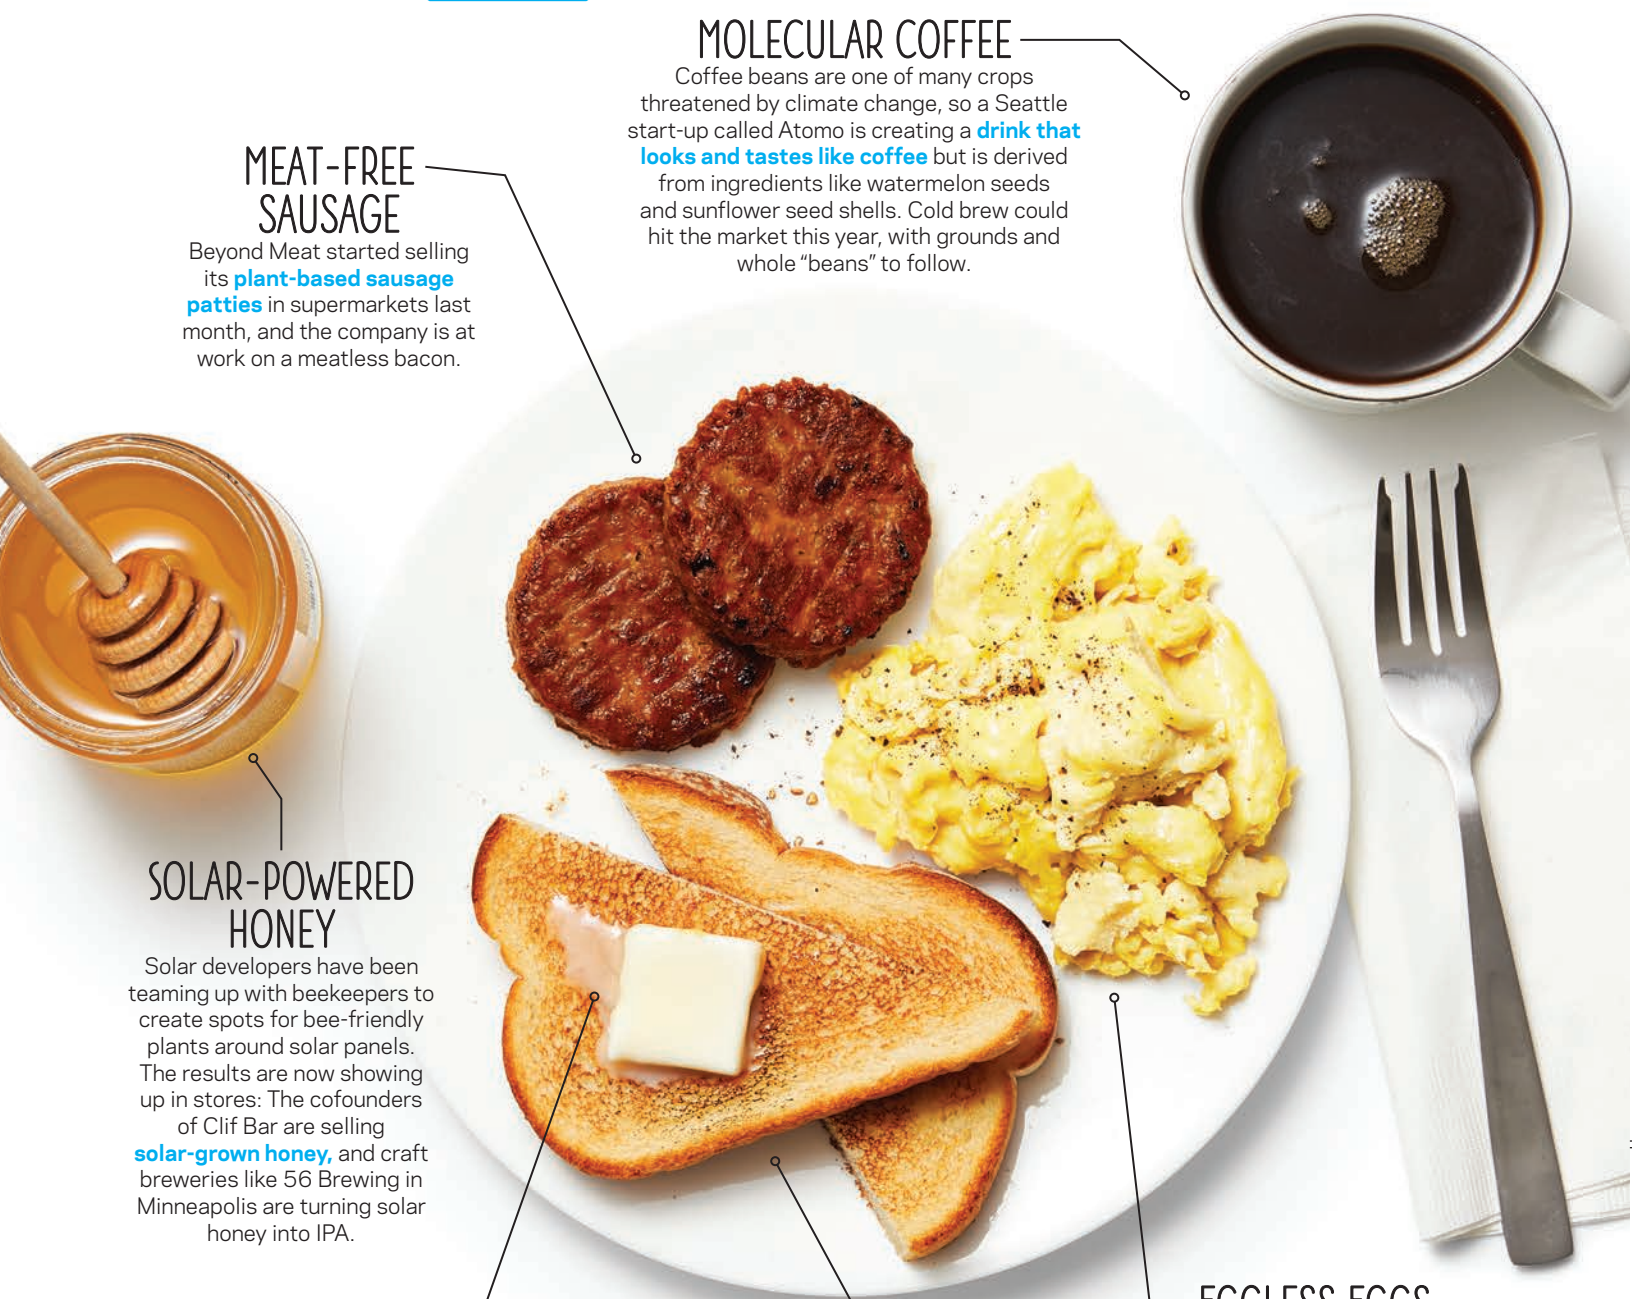 MOLECULAR COFFEE
Coffee beans are one of many crops
threatened by climate change, so a Seattle
start-up called Atomo is creating a drink that
looks and tastes like coffee but is derived
from ingredients like watermelon seeds
and sunflower seed shells. Cold brew could
hit the market this year, with grounds and
whole “beans” to follow.
MEAT-FREE
SAUSAGE
Beyond Meat started selling
its plant-based sausage
patties in supermarkets last
month, and the company is at
work on a meatless bacon.
SOLAR-POWERED
HONEY
Solar developers have been
teaming up with beekeepers to
create spots for bee-friendly
plants around solar panels.
The results are now showing
up in stores: The cofounders
of Clif Bar are selling
solar-grown honey, and craft
breweries like 56 Brewing in
Minneapolis are turning solar
honey into IPA.
EGGLESS EGGS